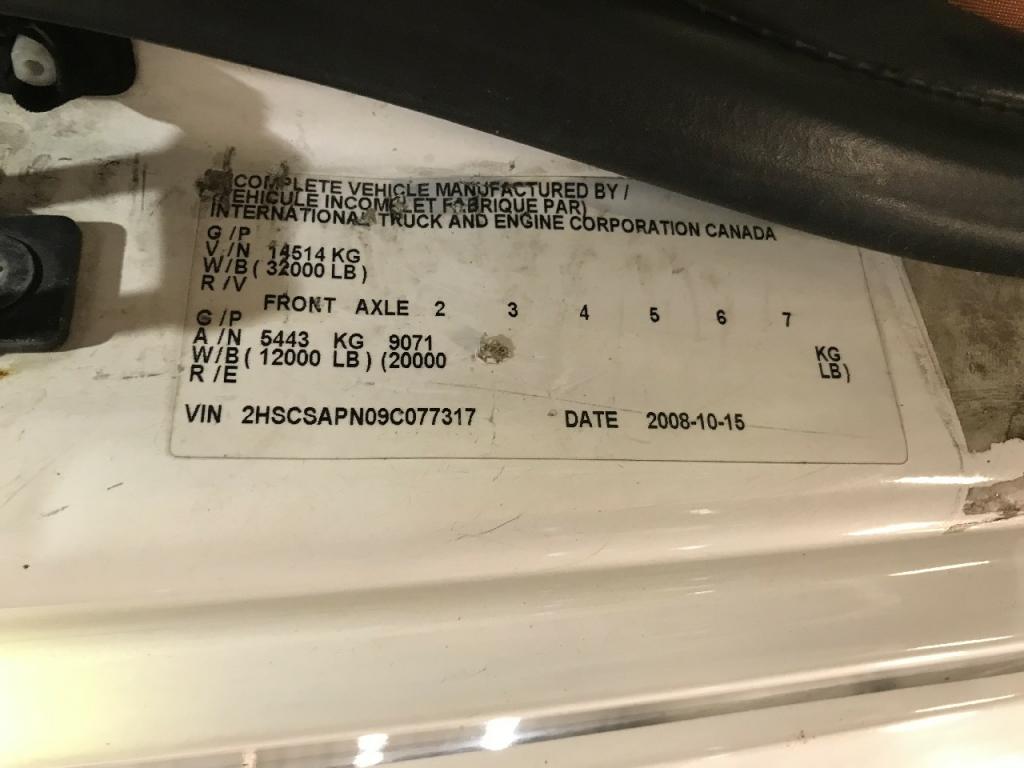 COMPLETE VEHICLE MANUFACTURED BY /
VEHICULE INCOMPLET FABRIQUE PAR)
INTERNATIONAL TRUCK AND ENGINE CORPORATION CANADA
G /P
V /N 14514 KG
W/B ( 32000 LB )
R /V
FRONT AXLE 2 3 4 5 6 7
G /P
A /N 5443 KG 9071 KG
W/B ( 12000 LB ) (20000 LB )
R /E
VIN 2HSCSAPN09C077317 DATE 2008-10-15